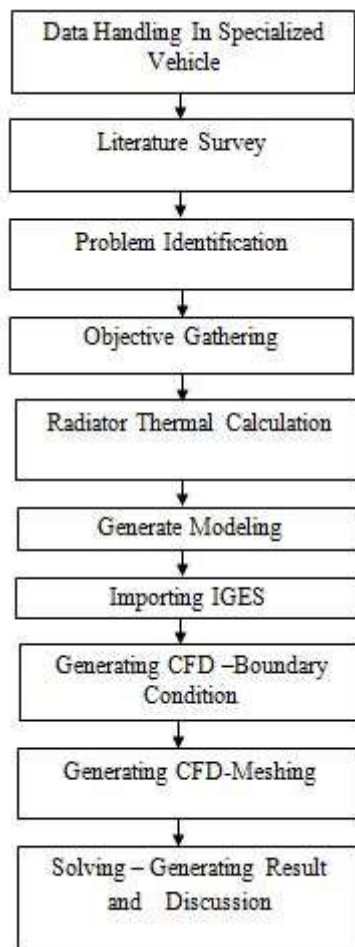 Data Handling In Specialized
Vehicle
Literature Survey
Problem Identification
Objective Gathering
Radiator Thermal Calculation
Generate Modeling
Importing IGES
Generating CFD –Boundary
Condition
Generating CFD-Meshing
Solving – Generating Result
and Discussion